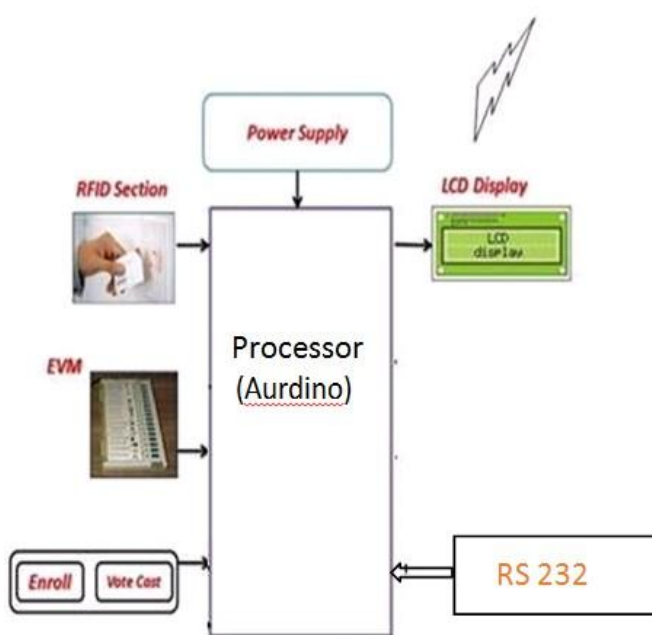 Power Supply
RFID Section
LCD Display
LCD
display
Processor
(Aurdino)
EVM
Enroll
Vote Cast
RS 232